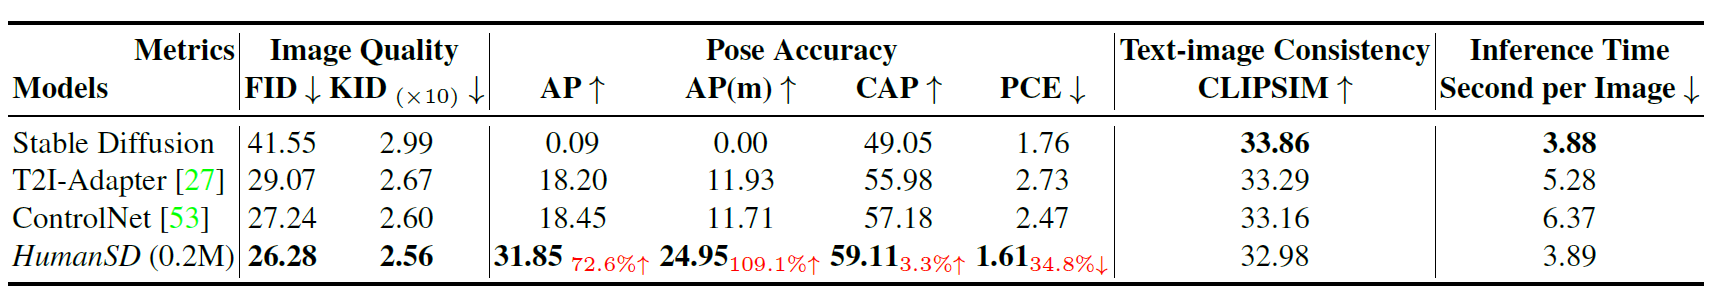 Metrics Image Quality Pose Accuracy Text-image Consistency Inference Time
Models FID ↓ KID (×10) ↓ AP ↑ AP(m) ↑ CAP ↑ PCE ↓ CLIPSIM ↑ Second per Image ↓
Stable Diffusion 41.55 2.99 0.09 0.00 49.05 1.76 33.86 3.88
T2I-Adapter [27] 29.07 2.67 18.20 11.93 55.98 2.73 33.29 5.28
ControlNet [53] 27.24 2.60 18.45 11.71 57.18 2.47 33.16 6.37
HumanSD (0.2M) 26.28 2.56 31.85 72.6%↑ 24.95 109.1%↑ 59.11 3.3%↑ 1.61 34.8%↓ 32.98 3.89